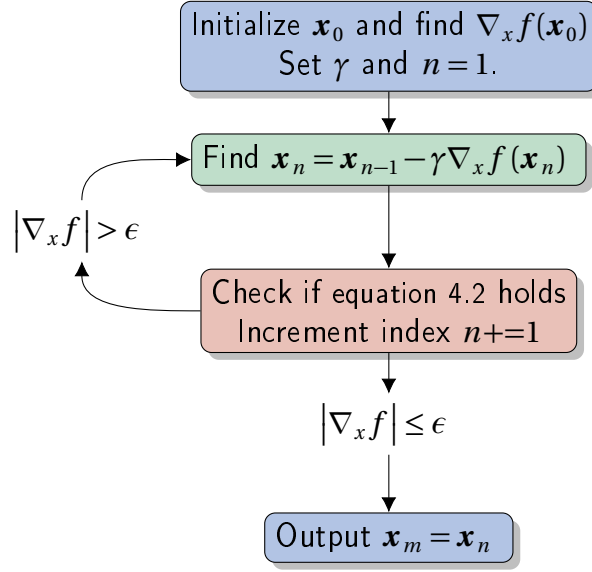 Initialize 𝒙₀ and find ∇ₓf(𝒙₀)
Set γ and n = 1.
Find 𝒙ₙ = 𝒙ₙ₋₁ − γ∇ₓf(𝒙ₙ)
|∇ₓf| > ϵ
Check if equation 4.2 holds
Increment index n+=1
|∇ₓf| ≤ ϵ
Output 𝒙ₘ = 𝒙ₙ